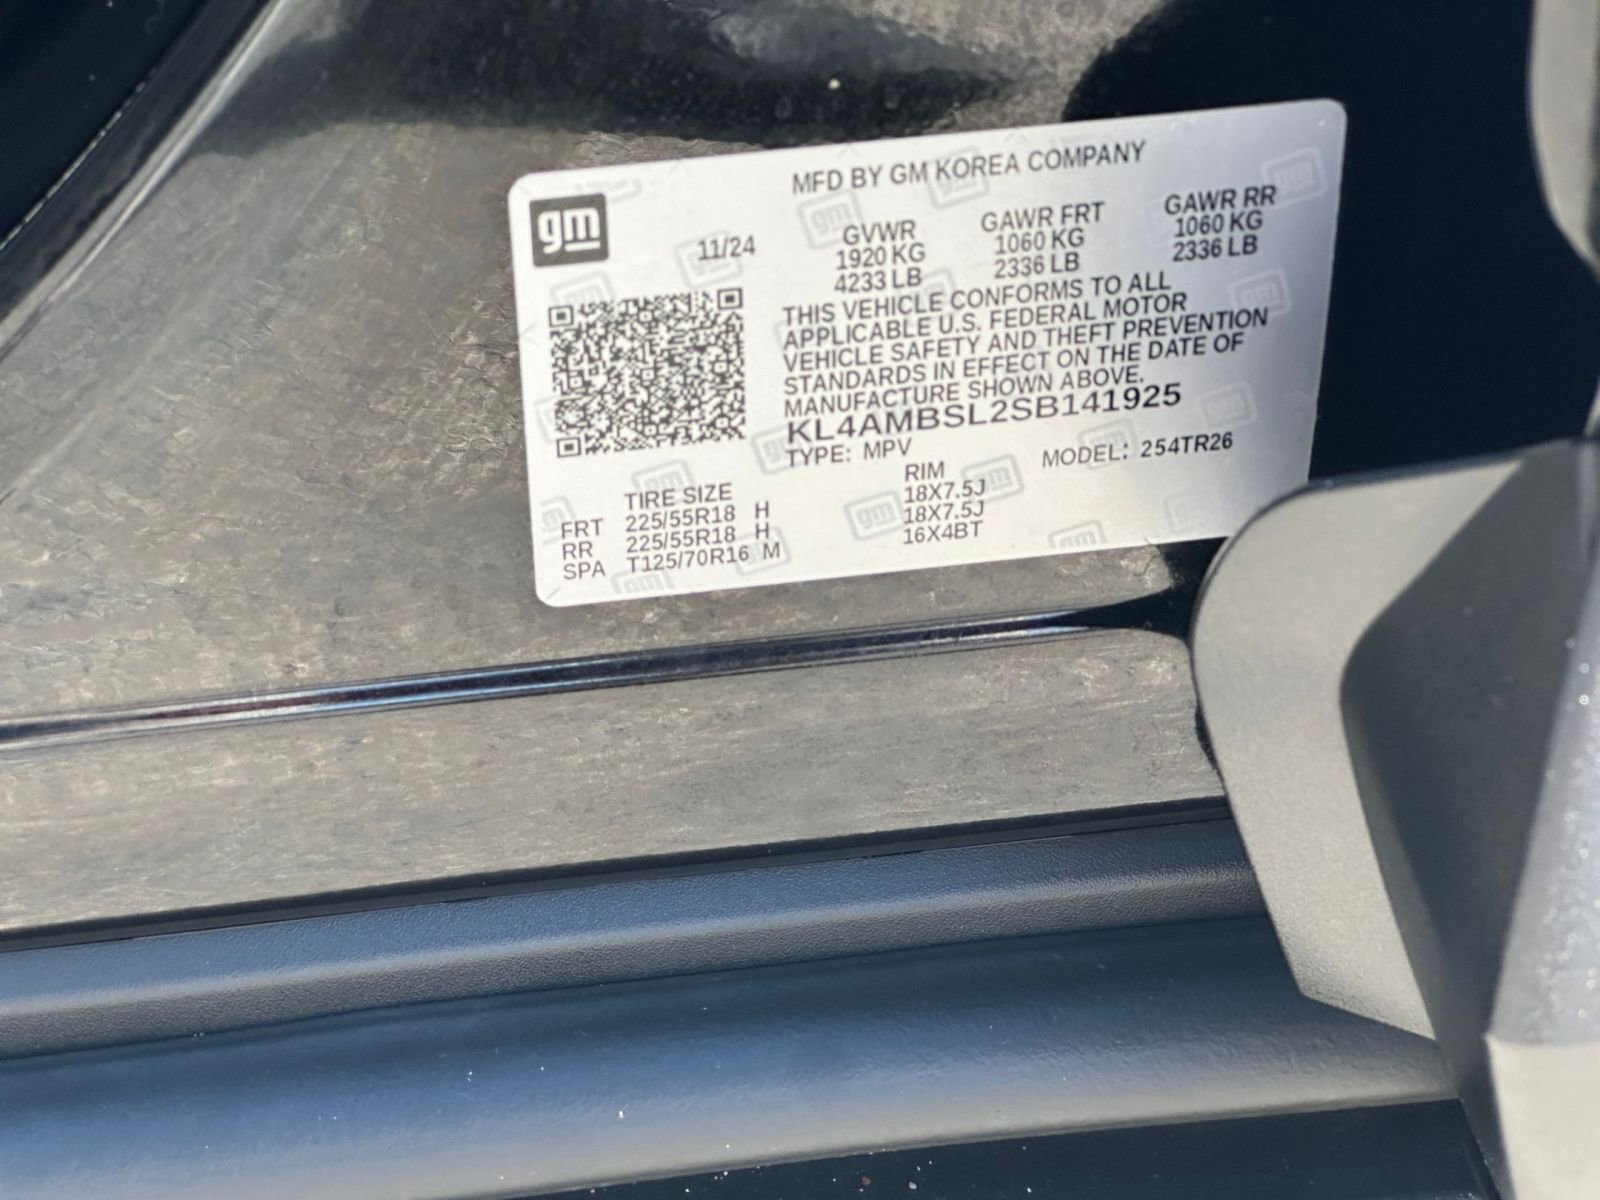 MFD BY GM KOREA COMPANY
gm
11/24
GVWR GAWR FRT GAWR RR
1920 KG 1060 KG 1060 KG
4233 LB 2336 LB 2336 LB
THIS VEHICLE CONFORMS TO ALL
APPLICABLE U.S. FEDERAL MOTOR
VEHICLE SAFETY AND THEFT PREVENTION
STANDARDS IN EFFECT ON THE DATE OF
MANUFACTURE SHOWN ABOVE.
KL4AMBSL2SB141925
TYPE: MPV MODEL: 254TR26
TIRE SIZE RIM
FRT 225/55R18 H 18X7.5J
RR 225/55R18 H 18X7.5J
SPA T125/70R16 M 16X4BT